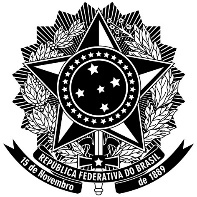 REPÚBLICA FEDERATIVA DO BRASIL
15 de Novembro
de 1889